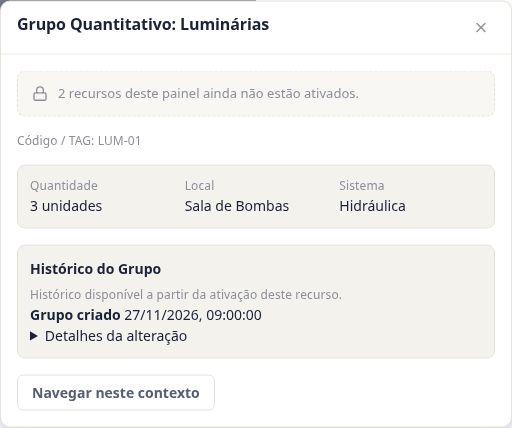 Grupo Quantitativo: Luminárias
2 recursos deste painel ainda não estão ativados.
Código / TAG: LUM-01
Quantidade Local Sistema
3 unidades Sala de Bombas Hidráulica
Histórico do Grupo
Histórico disponível a partir da ativação deste recurso.
Grupo criado 27/11/2026, 09:00:00
Detalhes da alteração
Navegar neste contexto